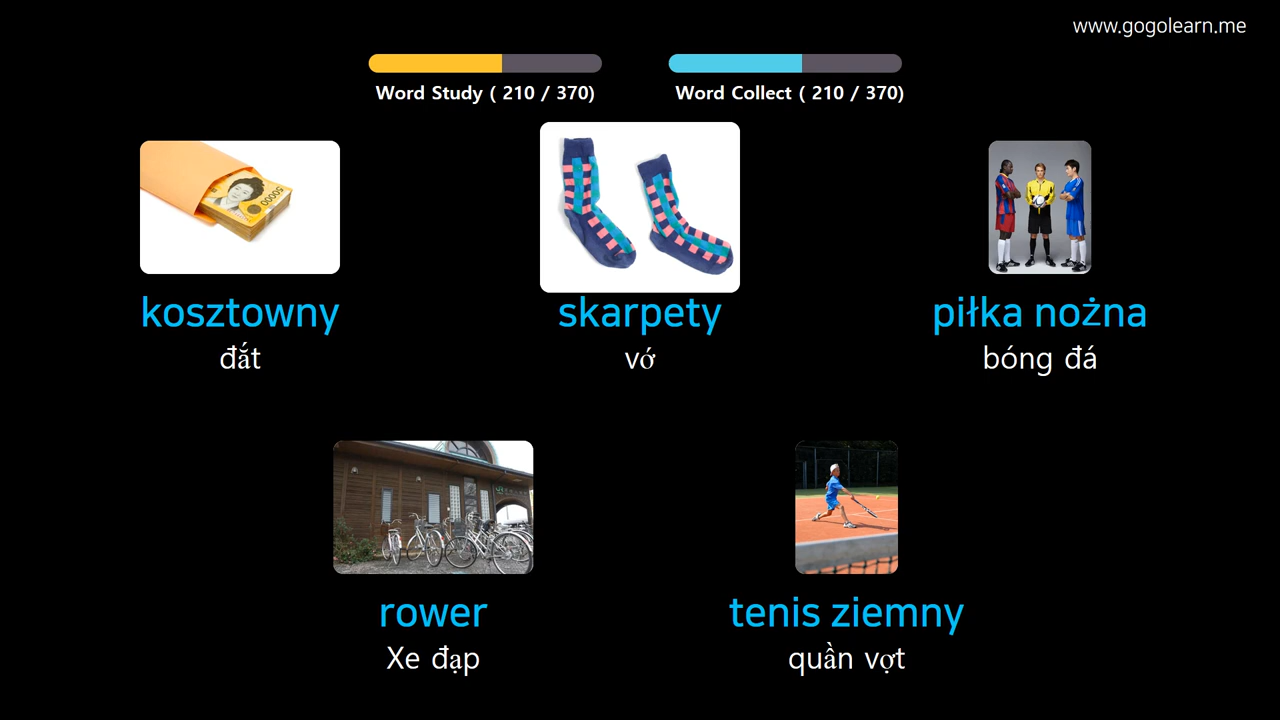 www.gogolearn.me
Word Study ( 210 / 370)
Word Collect ( 210 / 370)
50000
kosztowny
skarpety
piłka nożna
đắt
vớ
bóng đá
rower
tenis ziemny
Xe đạp
quần vợt